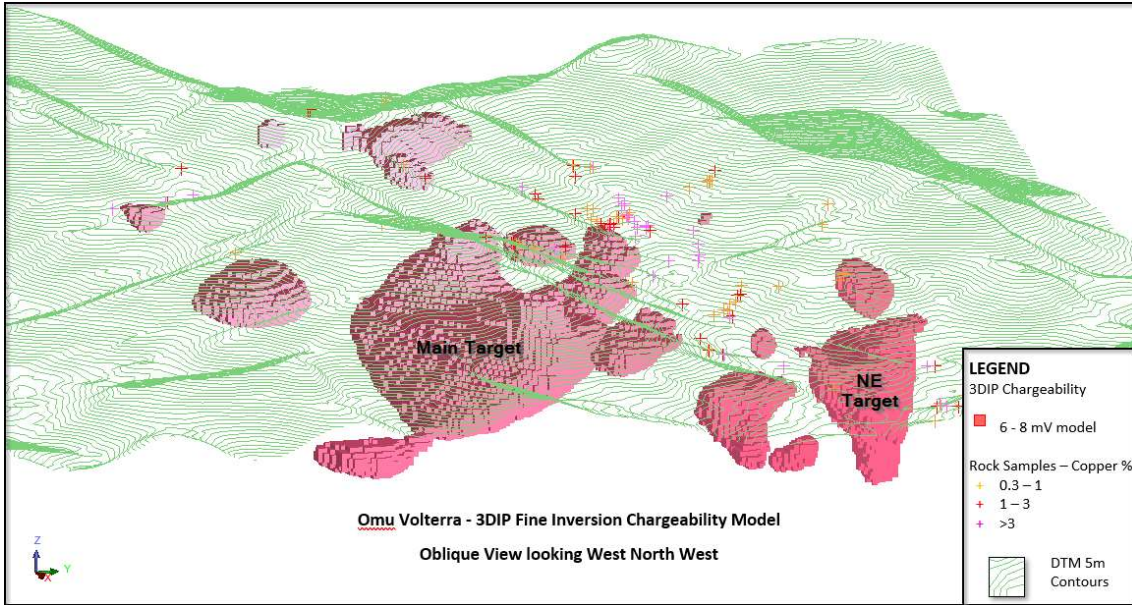 Main Target
NE
Target
LEGEND
3DIP Chargeability
6 - 8 mV model
Rock Samples – Copper %
0.3 – 1
1 – 3
>3
DTM 5m
Contours
Omu Volterra - 3DIP Fine Inversion Chargeability Model
Oblique View looking West North West
Z
Y
X